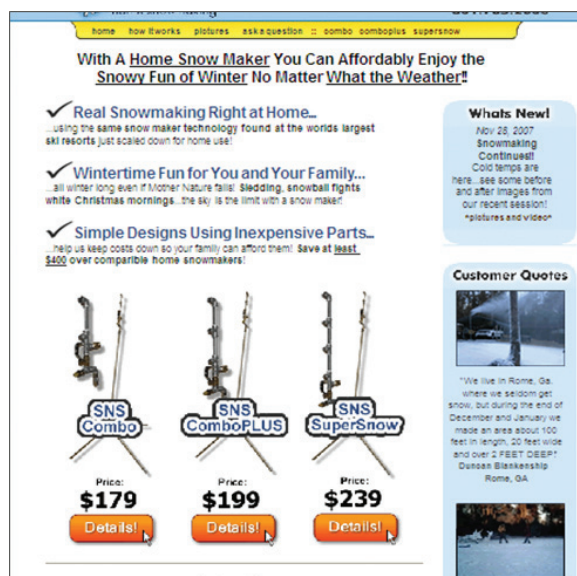 home howitworks pictures askaquestion :: combo comboplus supersnow
With A Home Snow Maker You Can Affordably Enjoy the
Snowy Fun of Winter No Matter What the Weather!!
Real Snowmaking Right at Home...
...using the same snow maker technology found at the worlds largest
ski resorts just scaled down for home use!
Wintertime Fun for You and Your Family...
...all winter long even if Mother Nature fails! Sledding, snowball fights
white Christmas mornings...the sky is the limit with a snow maker!
Simple Designs Using Inexpensive Parts...
...help us keep costs down so your family can afford them! Save at least
$400 over comparible home snowmakers!
SNS
Combo
Price:
$179
Details!
SNS
ComboPLUS
Price:
$199
Details!
SNS
SuperSnow
Price:
$239
Details!
Whats New!
Nov 28, 2007
Snowmaking
Continues!!
Cold temps are
here...see some before
and after images from
our recent session!
*pictures and video*
Customer Quotes
"We live in Rome, Ga.
where we seldom get
snow, but during the end of
December and January we
made an area about 100
feet in length, 20 feet wide
and over 2 FEET DEEP!"
Duncan Blankenship
Rome, GA